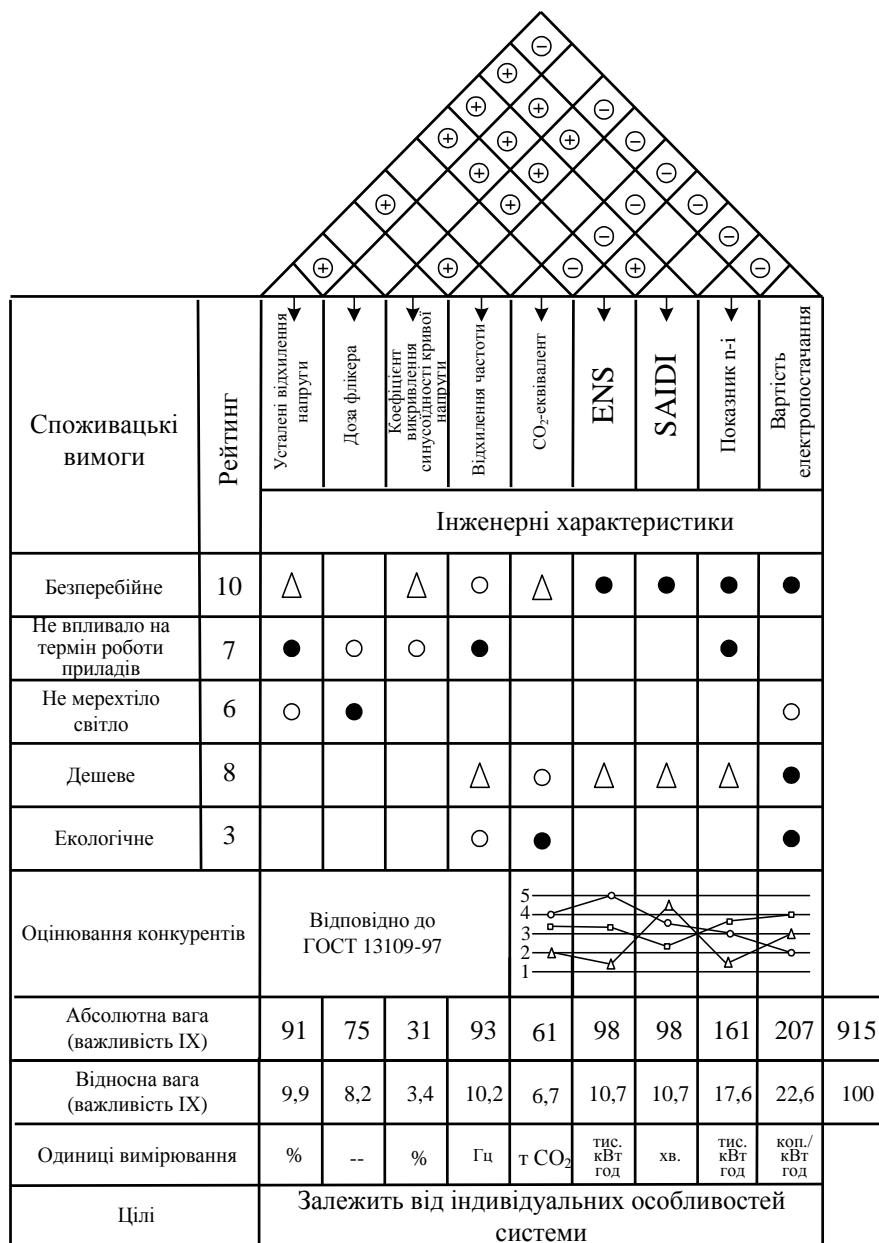 Споживацькі
вимоги
Рейтинг
Усталені відхилення
напруги
Доза флікера
Коефіцієнт
викривлення
синусоїдності кривої
напруги
Відхилення частоти
CO₂-еквівалент
ENS
SAIDI
Показник n-i
Вартість
електропостачання
Інженерні характеристики
Безперебійне 10
Не впливало на
термін роботи
приладів
7
Не мерехтіло
світло
6
Дешеве 8
Екологічне 3
Оцінювання конкурентів
Відповідно до
ГОСТ 13109-97
5
4
3
2
1
Абсолютна вага
(важливість ІХ)
91 75 31 93 61 98 98 161 207 915
Відносна вага
(важливість ІХ)
9,9 8,2 3,4 10,2 6,7 10,7 10,7 17,6 22,6 100
Одиниці вимірювання % -- % Гц т CO₂
тис.
кВт
год
хв.
тис.
кВт
год
коп./
кВт
год
Цілі
Залежить від індивідуальних особливостей
системи